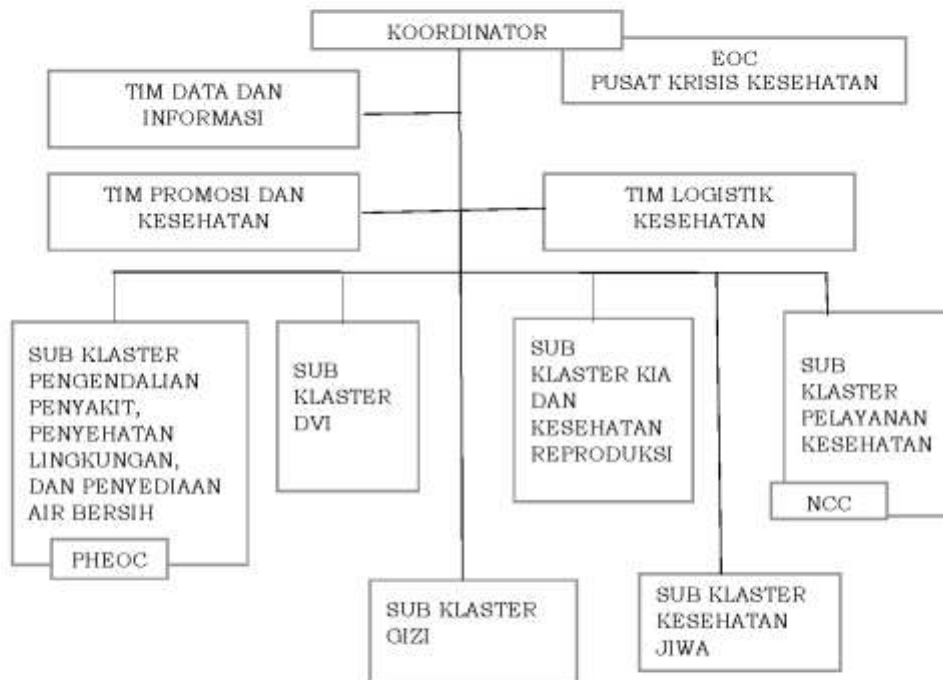 KOORDINATOR
EOC
PUSAT KRISIS KESEHATAN
TIM DATA DAN
INFORMASI
TIM PROMOSI DAN
KESEHATAN
TIM LOGISTIK
KESEHATAN
SUB KLASTER
PENGENDALIAN
PENYAKIT,
PENYEHATAN
LINGKUNGAN,
DAN PENYEDIAAN
AIR BERSIH
PHEOC
SUB
KLASTER
DVI
SUB
KLASTER KIA
DAN
KESEHATAN
REPRODUKSI
SUB
KLASTER
PELAYANAN
KESEHATAN
NCC
SUB KLASTER
GIZI
SUB KLASTER
KESEHATAN
JIWA